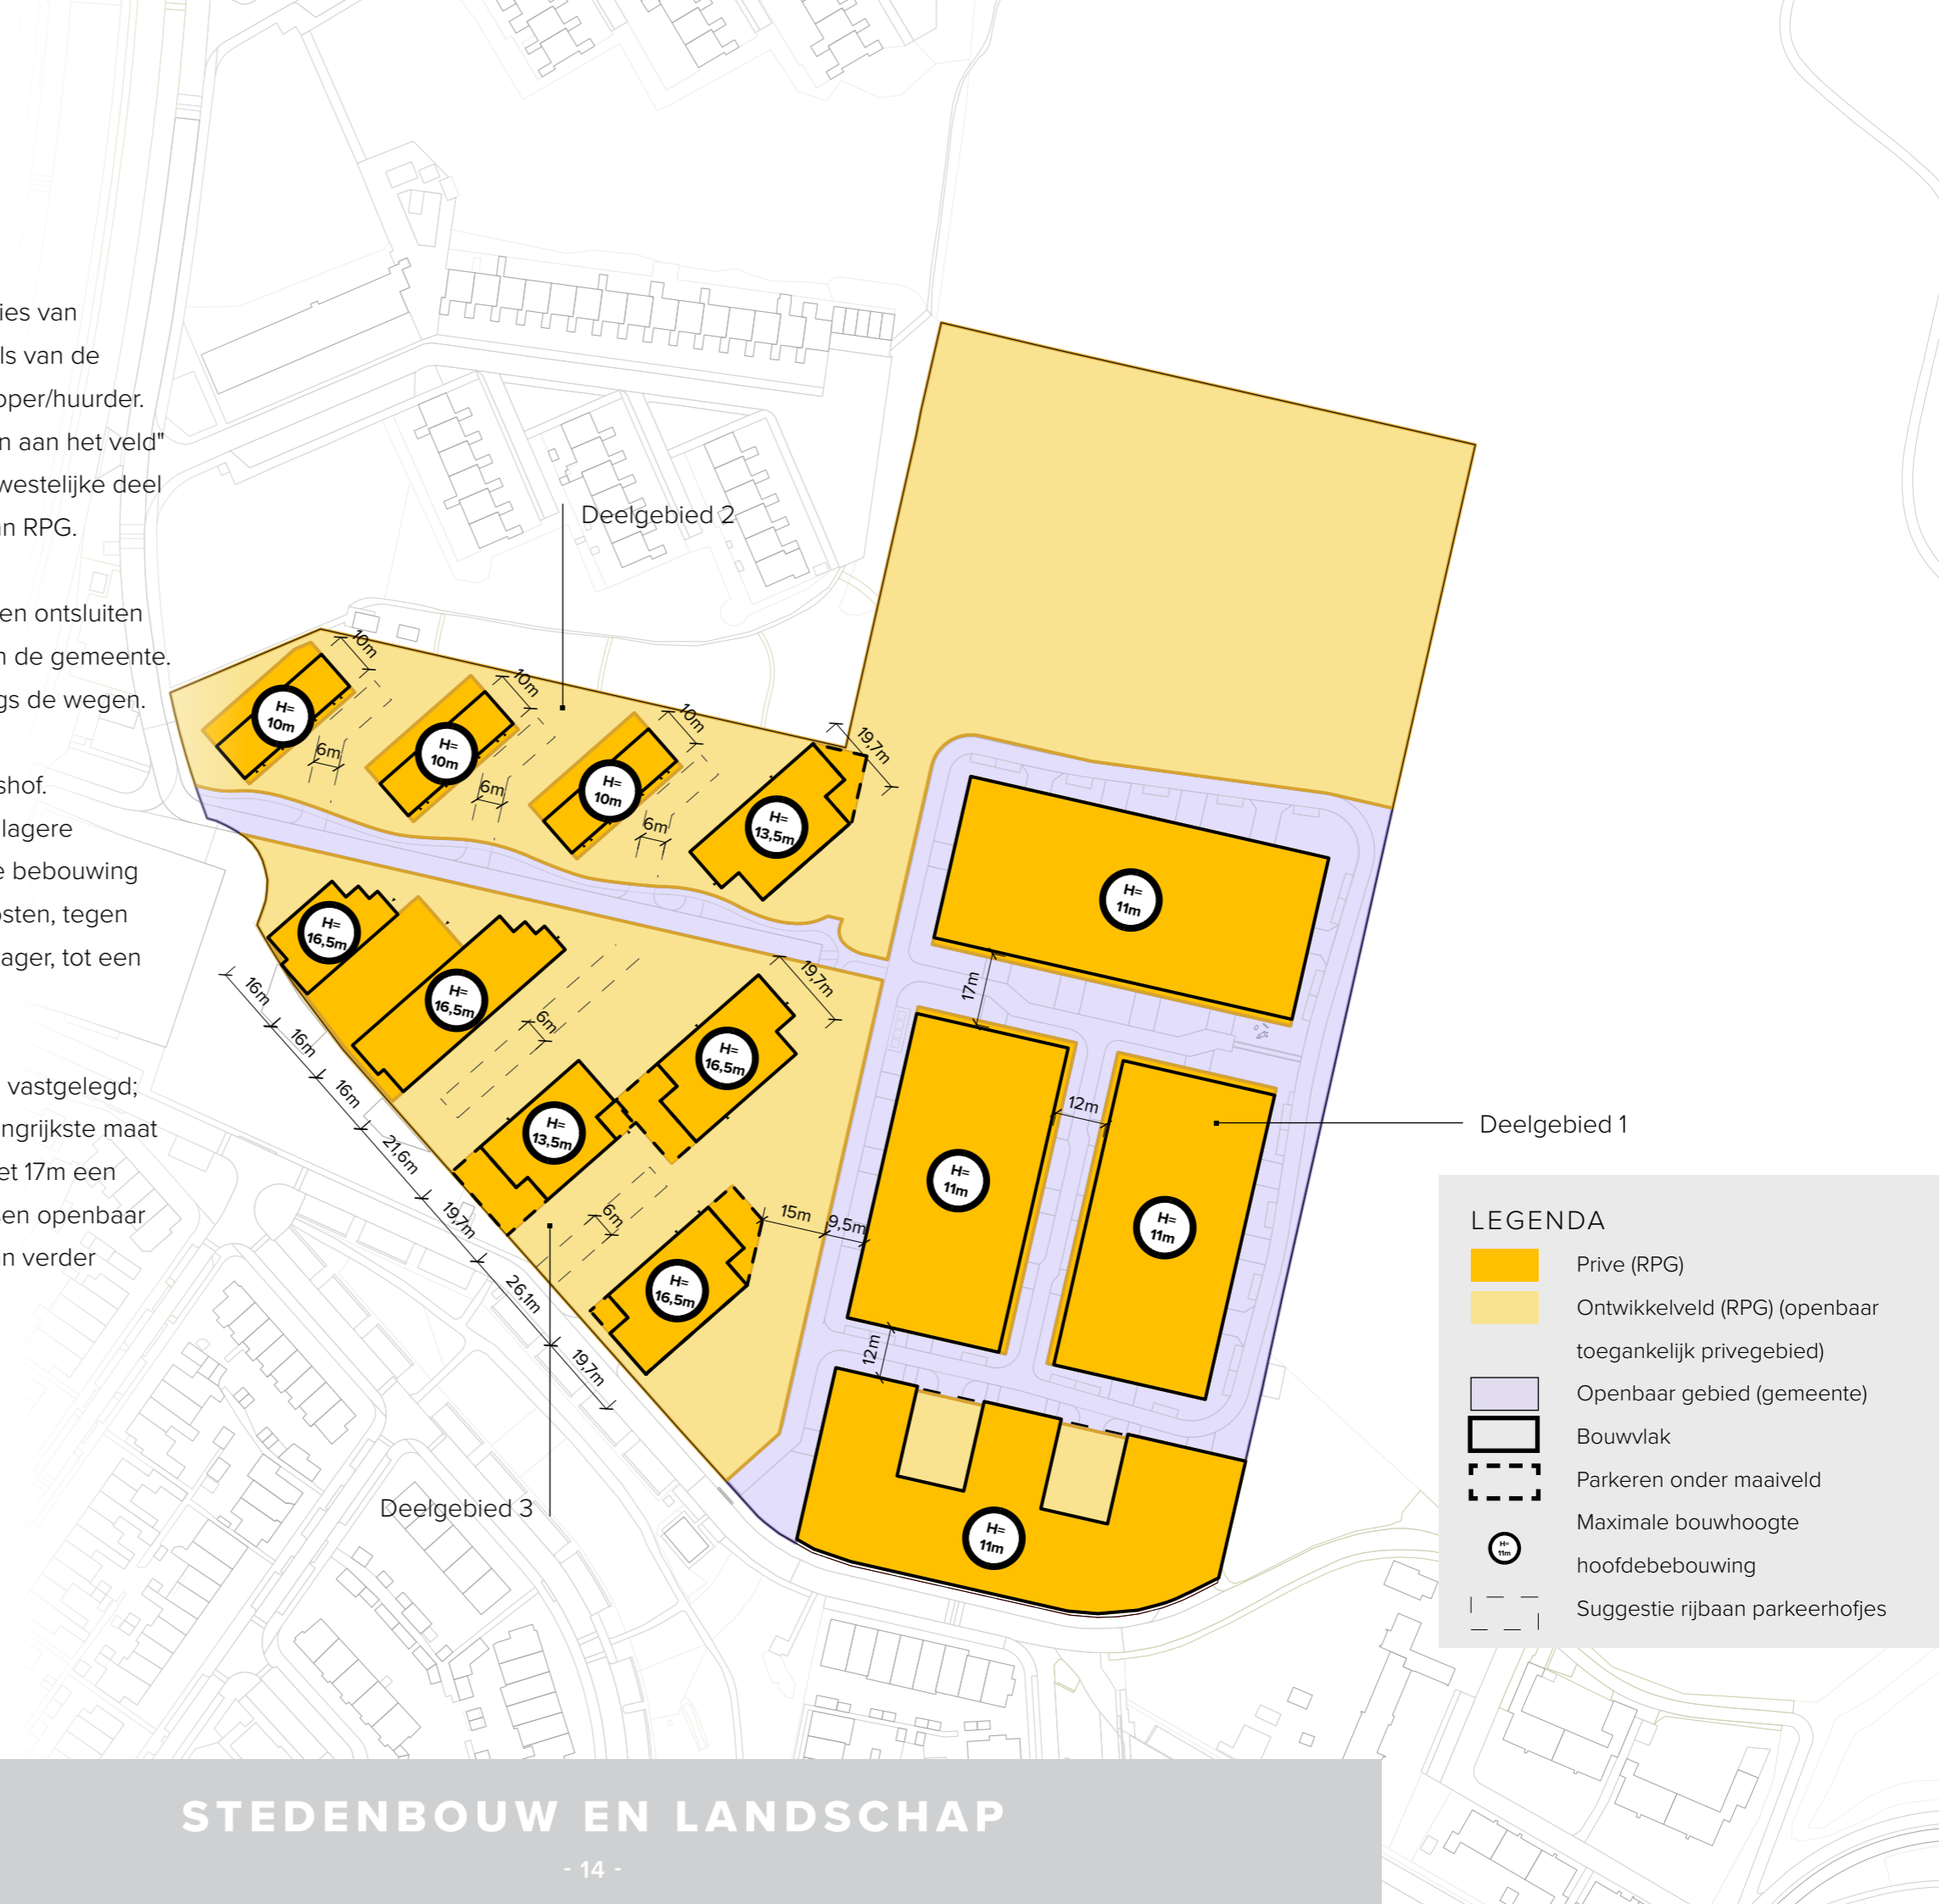 ies van
ls van de
oper/huurder.
n aan het veld"
westelijke deel
an RPG.
en ontsluiten
n de gemeente.
gs de wegen.
shof.
lagere
e bebouwing
osten, tegen
ager, tot een
vastgelegd;
ngrijkste maat
et 17m een
sen openbaar
n verder
Deelgebied 2
10m
10m
10m
19,7m
H=
10m
H=
10m
H=
10m
H=
13,5m
6m
6m
6m
H=
11m
H=
16,5m
H=
16,5m
19,7m
17m
6m
H=
16,5m
H=
13,5m
12m
Deelgebied 1
H=
11m
H=
11m
16m
16m
16m
21,6m
19,7m
26,1m
19,7m
6m
15m
9,5m
H=
16,5m
12m
Deelgebied 3
H=
11m
LEGENDA
Prive (RPG)
Ontwikkelveld (RPG) (openbaar
toegankelijk privegebied)
Openbaar gebied (gemeente)
Bouwvlak
Parkeren onder maaiveld
H=
11m
Maximale bouwhoogte
hoofdebebouwing
Suggestie rijbaan parkeerhofjes
STEDENBOUW EN LANDSCHAP
- 14 -